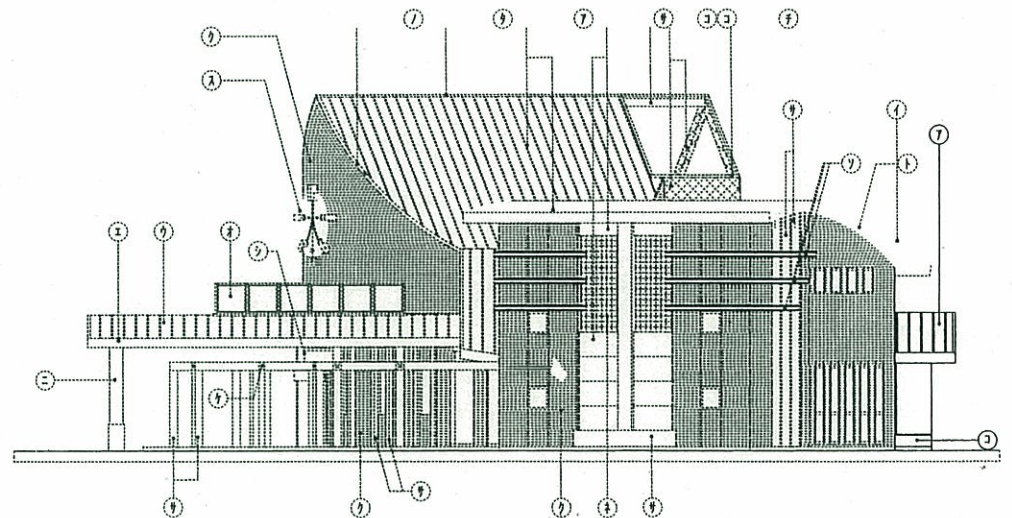 ノ タ ア サ コ コ チ
ク
ス
サ イ
ア
ソ ト
エ ウ オ
シ
ニ
ケ
コ
サ ク サ ク ネ サ